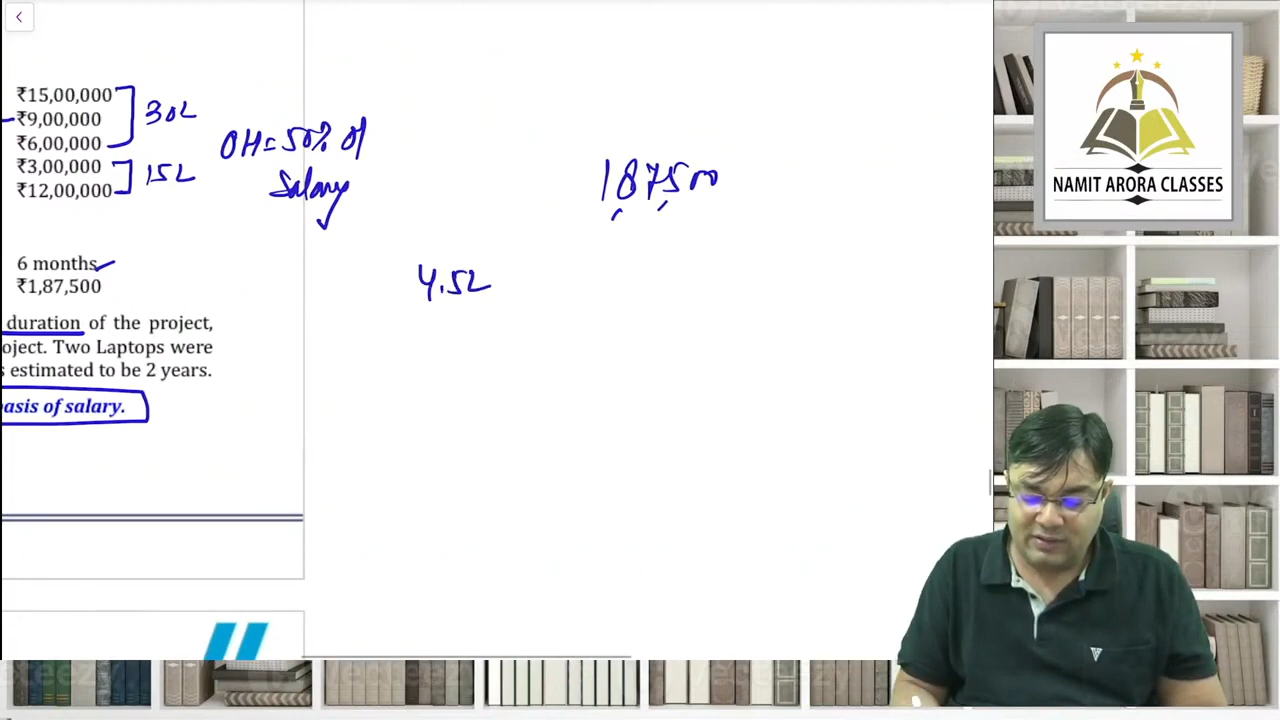 ₹15,00,000
₹9,00,000
₹6,00,000
₹3,00,000
₹12,00,000
30L
15L
OH = 50% of
Salary
187500
4.5L
6 months
₹1,87,500
duration of the project,
oject. Two Laptops were
s estimated to be 2 years.
asis of salary.
NAMIT ARORA CLASSES